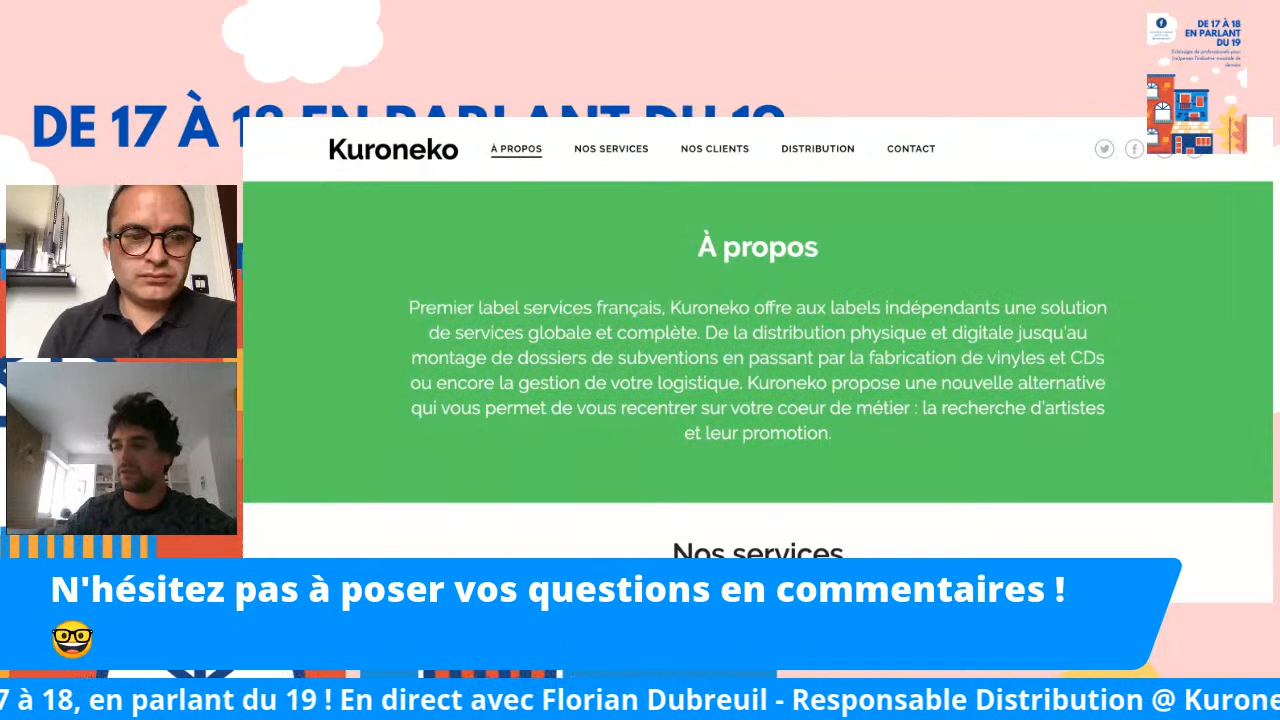 DE 17 À 18 EN PARLANT DU 19
DE 17 À 18
EN PARLANT
DU 19
Kuroneko
À PROPOS
NOS SERVICES
NOS CLIENTS
DISTRIBUTION
CONTACT
À propos
Premier label services français, Kuroneko offre aux labels indépendants une solution
de services globale et complète. De la distribution physique et digitale jusqu'au
montage de dossiers de subventions en passant par la fabrication de vinyles et CDs
ou encore la gestion de votre logistique. Kuroneko propose une nouvelle alternative
qui vous permet de vous recentrer sur votre coeur de métier : la recherche d'artistes
et leur promotion.
Nos services
N'hésitez pas à poser vos questions en commentaires !
🤓
7 à 18, en parlant du 19 ! En direct avec Florian Dubreuil - Responsable Distribution @ Kurone